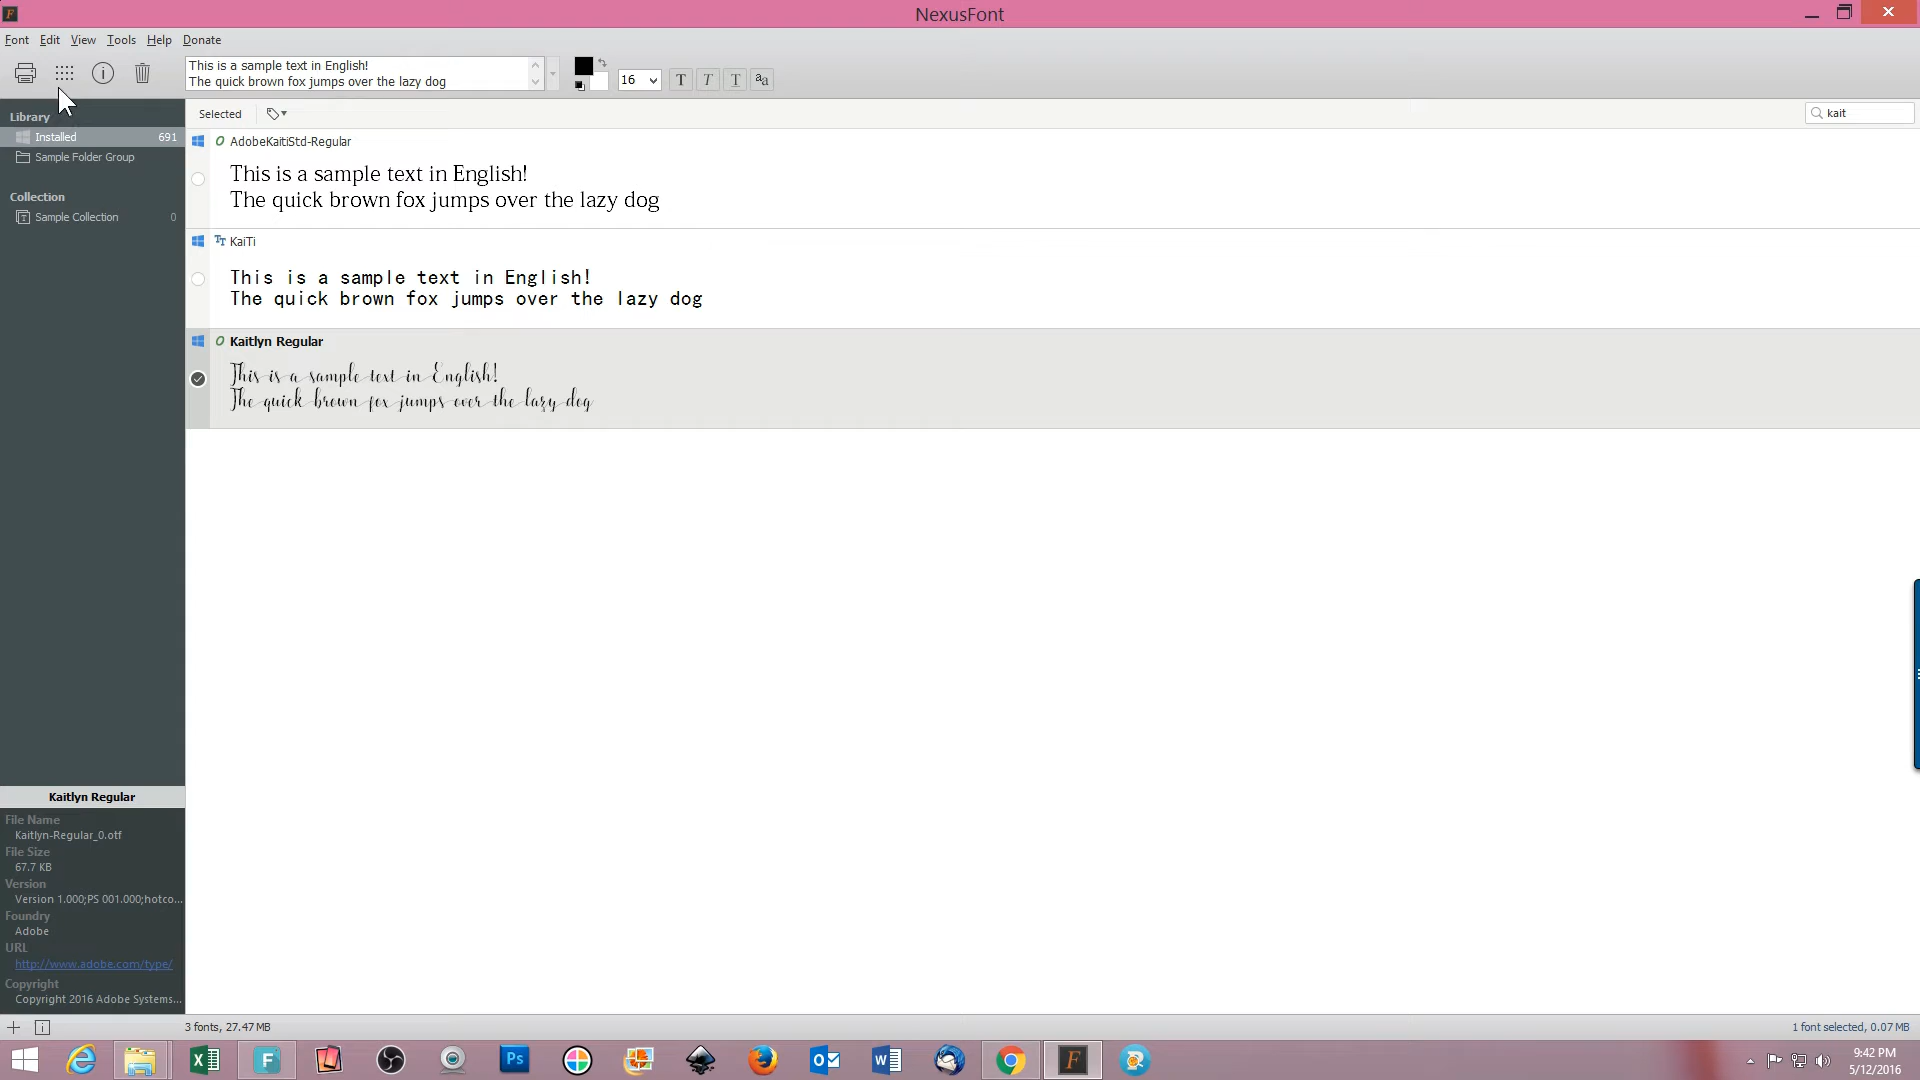 NexusFont
Font Edit View Tools Help Donate
This is a sample text in English!
The quick brown fox jumps over the lazy dog
16
T T T aa
Library
Installed 691
Sample Folder Group
Collection
Sample Collection 0
Selected
kait
AdobeKaitiStd-Regular
This is a sample text in English!
The quick brown fox jumps over the lazy dog
KaiTi
This is a sample text in English!
The quick brown fox jumps over the lazy dog
Kaitlyn Regular
This is a sample text in English!
The quick brown fox jumps over the lazy dog
Kaitlyn Regular
File Name
Kaitlyn-Regular_0.otf
File Size
67.7 KB
Version
Version 1.000;PS 001.000;hotco...
Foundry
Adobe
URL
http://www.adobe.com/type/
Copyright
Copyright 2016 Adobe Systems...
3 fonts, 27.47 MB
1 font selected, 0.07 MB
9:42 PM
5/12/2016